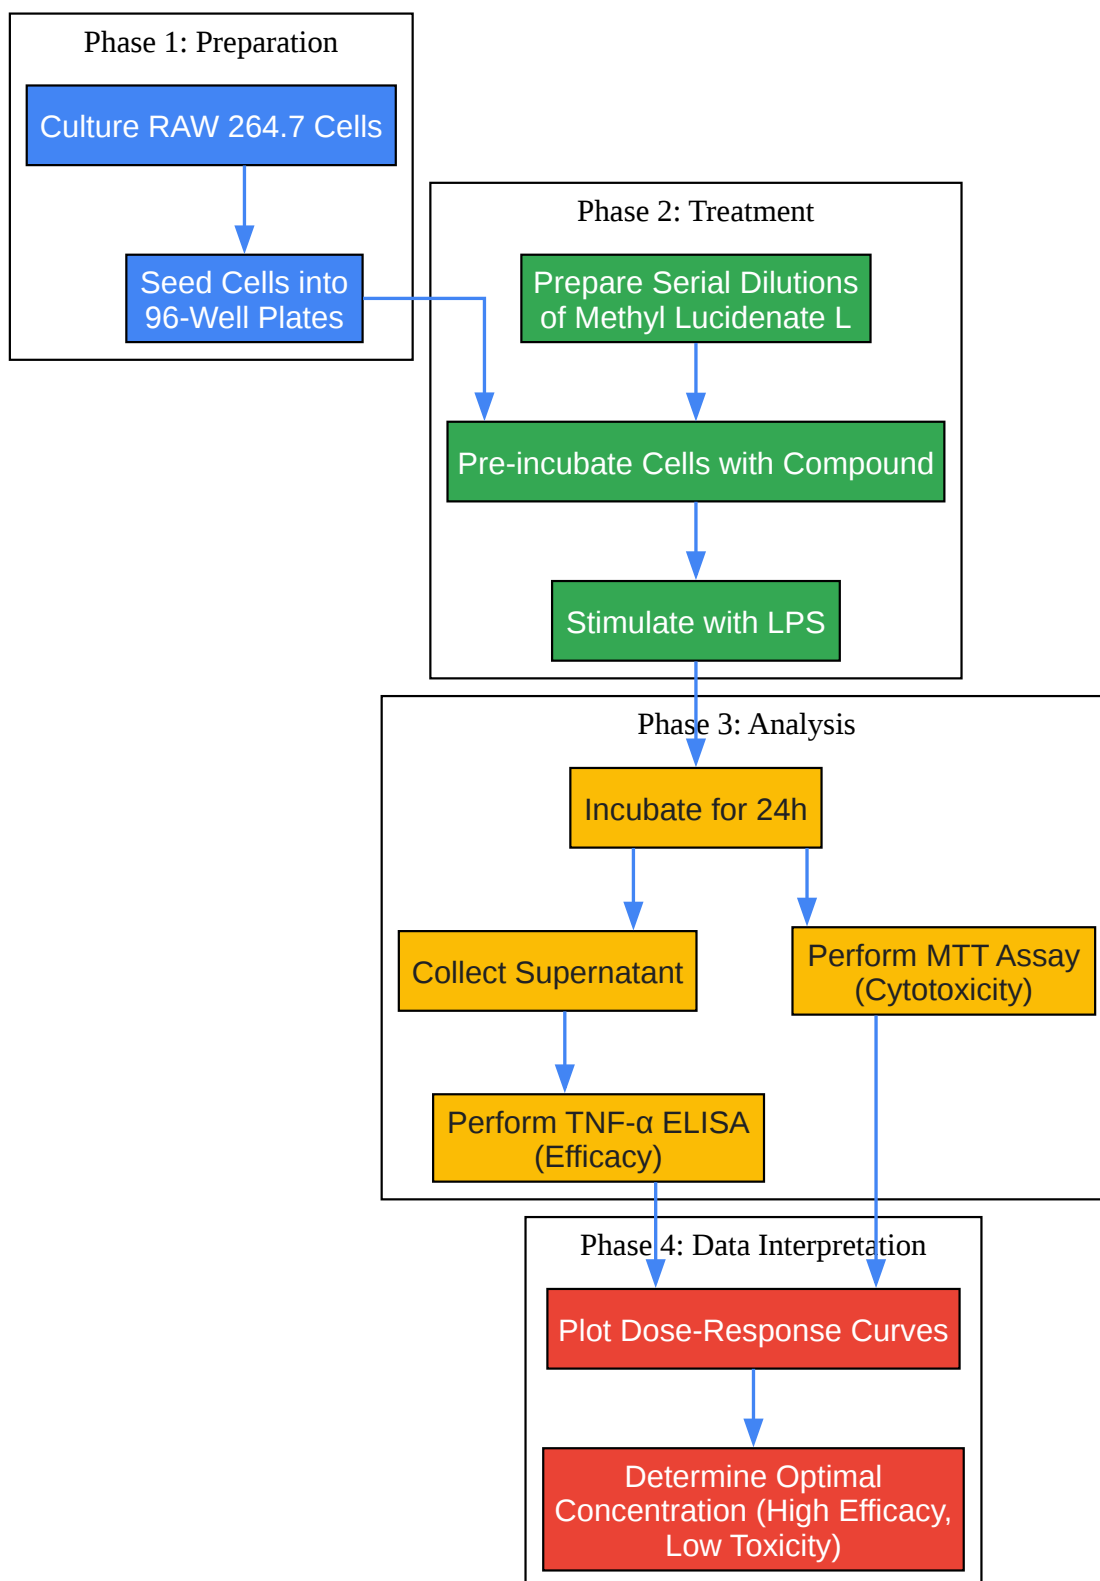 Phase 1: Preparation
Culture RAW 264.7 Cells
Seed Cells into
96-Well Plates
Phase 2: Treatment
Prepare Serial Dilutions
of Methyl Lucidenate L
Pre-incubate Cells with Compound
Stimulate with LPS
Phase 3: Analysis
Incubate for 24h
Collect Supernatant
Perform MTT Assay
(Cytotoxicity)
Perform TNF-α ELISA
(Efficacy)
Phase 4: Data Interpretation
Plot Dose-Response Curves
Determine Optimal
Concentration (High Efficacy,
Low Toxicity)